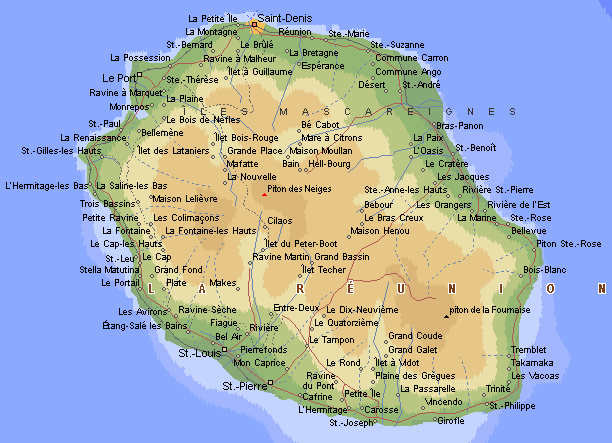 La Petite Île
Saint-Denis
La Montagne
Réunion
Ste.-Marie
St.-Bernard
Le Brûlé
Ste.-Suzanne
La Bretagne
La Possession
Ravine à Malheur
Espérance
Commune Carron
Le Port
Ste.-Thérèse
Îlet à Guillaume
Commune Ango
Ravine à Marquet
Désert
St.-André
La Plaine
Monrepos
ÎLES MASCAREIGNES
St.-Paul
Le Bois de Nèfles
Bé Cabot
Bras-Panon
Bellemène
La Renaissance
Îlet Bois-Rouge
Mare à Citrons
La Paix
St.-Gilles-les Hauts
Îlet des Lataniers
Grande Place
Maison Moullan
L'Oasis
St.-Benoît
Mafatte
Bain
Hell-Bourg
Le Cratère
La Nouvelle
Les Jacques
L'Hermitage-les Bas
La Saline-les Bas
Piton des Neiges
Ste.-Anne-les Hauts
Rivière St.-Pierre
Maison Lelièvre
Trois Bassins
Bebour
Les Orangers
Rivière de l'Est
Petite Ravine
Les Colimaçons
Cilaos
Le Bras Creux
La Marine
Ste.-Rose
La Fontaine
La Fontaine-les Hauts
Maison Henou
Bellevue
Le Cap-les Hauts
Îlet du Peter-Boot
Piton Ste.-Rose
St.-Leu
Le Cap
Ravine Martin
Grand Bassin
Stella Matutina
Grand Fond
Îlet Techer
Bois-Blanc
Le Portail
Plate
Makes
LA RÉUNION
Les Avirons
Ravine-Sèche
Entre-Deux
Le Dix-Neuvième
piton de la Fournaise
Étang-Salé les Bains
Fiague
Rivière
Le Quatorzième
Bel Air
Le Tampon
Grand Coude
St.-Louis
Pierrefonds
Grand Galet
Tremblet
Mon Caprice
Le Rond
Îlet à Vidot
Takamaka
St.-Pierre
Ravine
du Pont
Plaine des Grègues
Les Vacoas
Cafrine
Petite Île
La Passarelle
Trinité
L'Hermitage
Carosse
Vincendo
St.-Philippe
St.-Joseph
Girofle